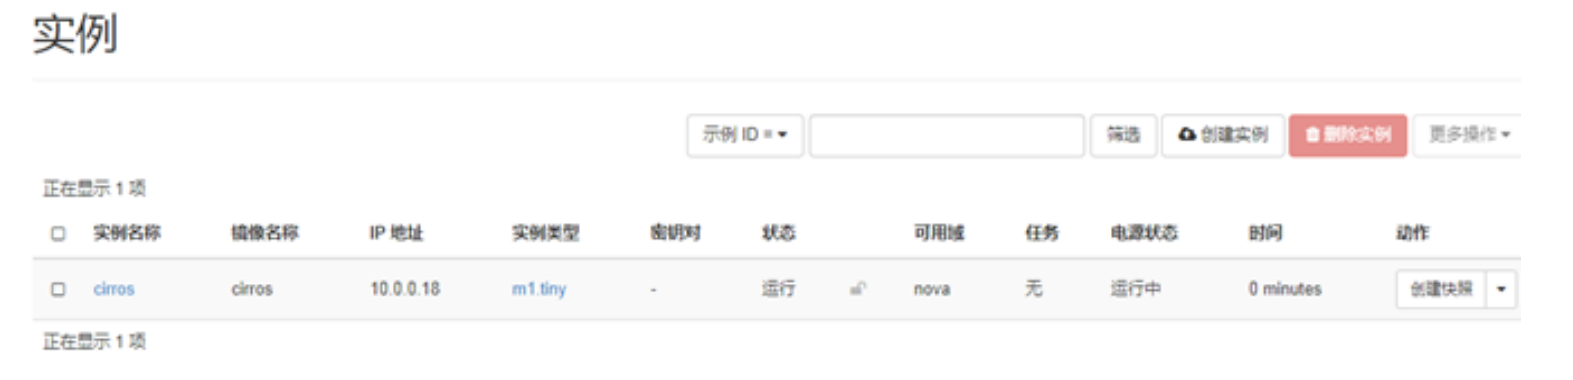 实例
示例 ID = 筛选 创建实例 删除实例 更多操作
正在显示 1 项
实例名称 镜像名称 IP 地址 实例类型 密钥对 状态 可用域 任务 电源状态 时间 动作
cirros cirros 10.0.0.18 m1.tiny - 运行 nova 无 运行中 0 minutes 创建快照
正在显示 1 项